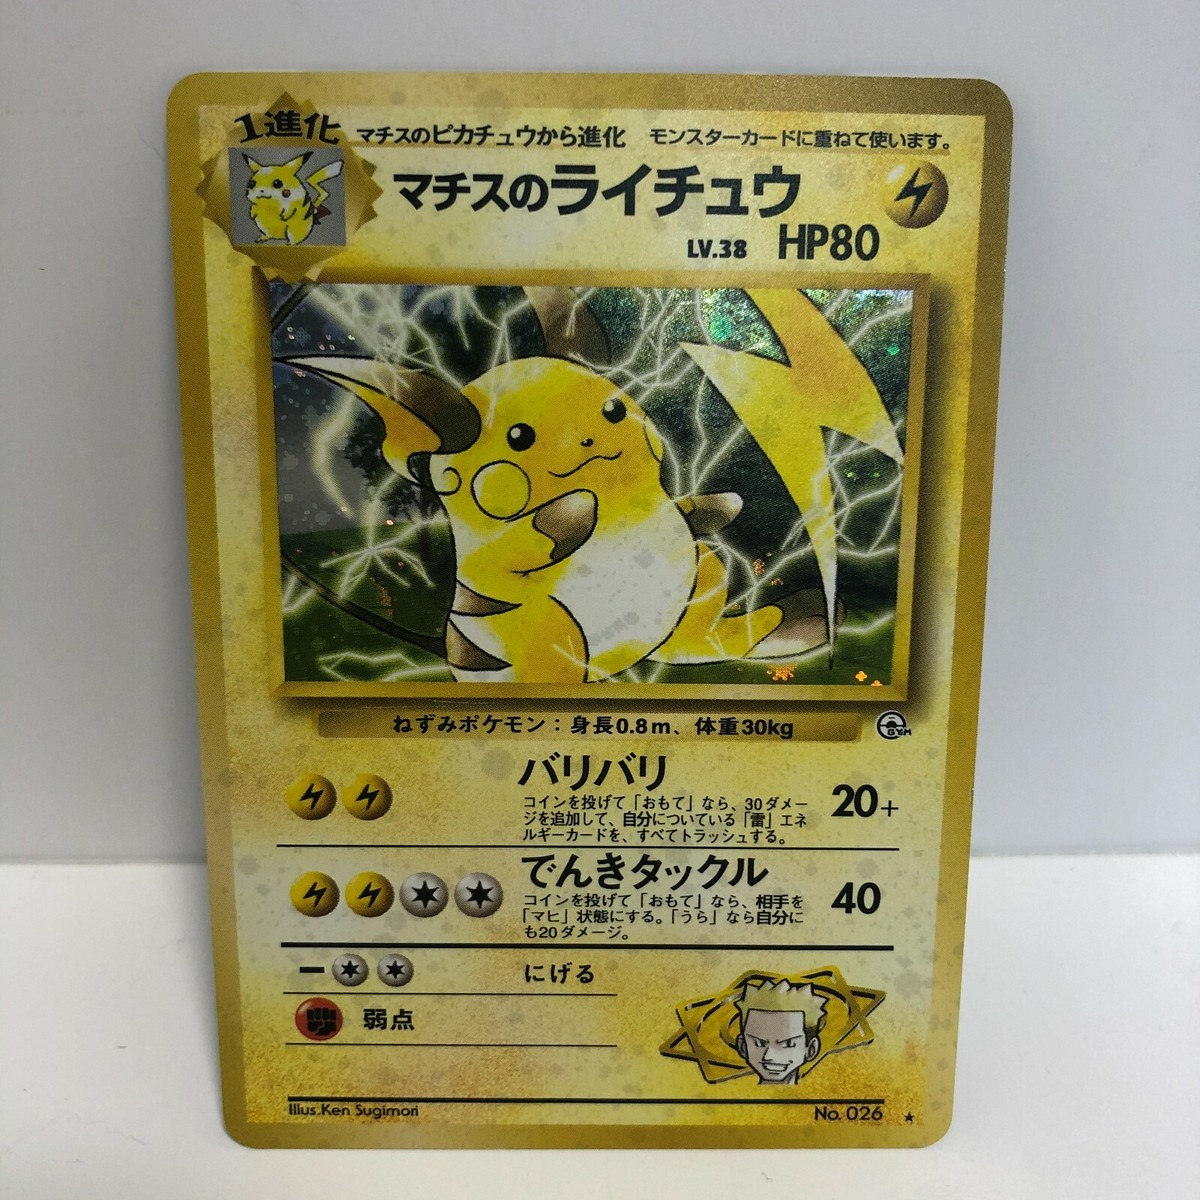 1進化 マチスのピカチュウから進化 モンスターカードに重ねて使います。
マチスのライチュウ
LV.38 HP80
ねずみポケモン：身長0.8m、体重30kg
GYM
バリバリ 20+
コインを投げて「おもて」なら、30ダメー
ジを追加して、自分についている「雷」エネ
ルギーカードを、すべてトラッシュする。
でんきタックル 40
コインを投げて「おもて」なら、相手を
「マヒ」状態にする。「うら」なら自分に
も20ダメージ。
ー にげる
弱点
Illus.Ken Sugimori No. 026 ★